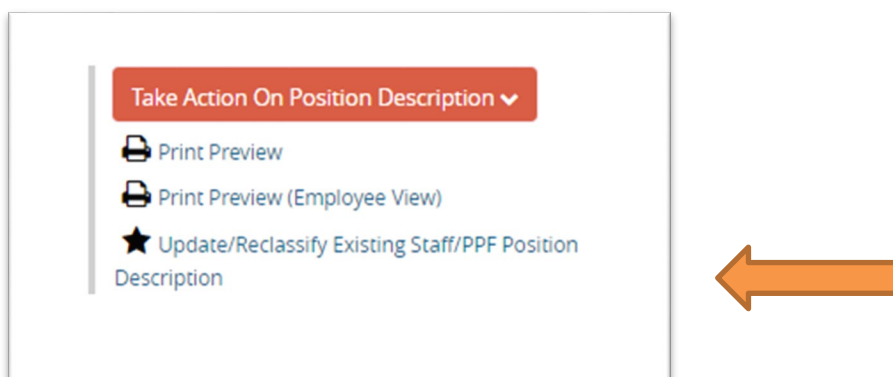 Take Action On Position Description
Print Preview
Print Preview (Employee View)
Update/Reclassify Existing Staff/PPF Position
Description